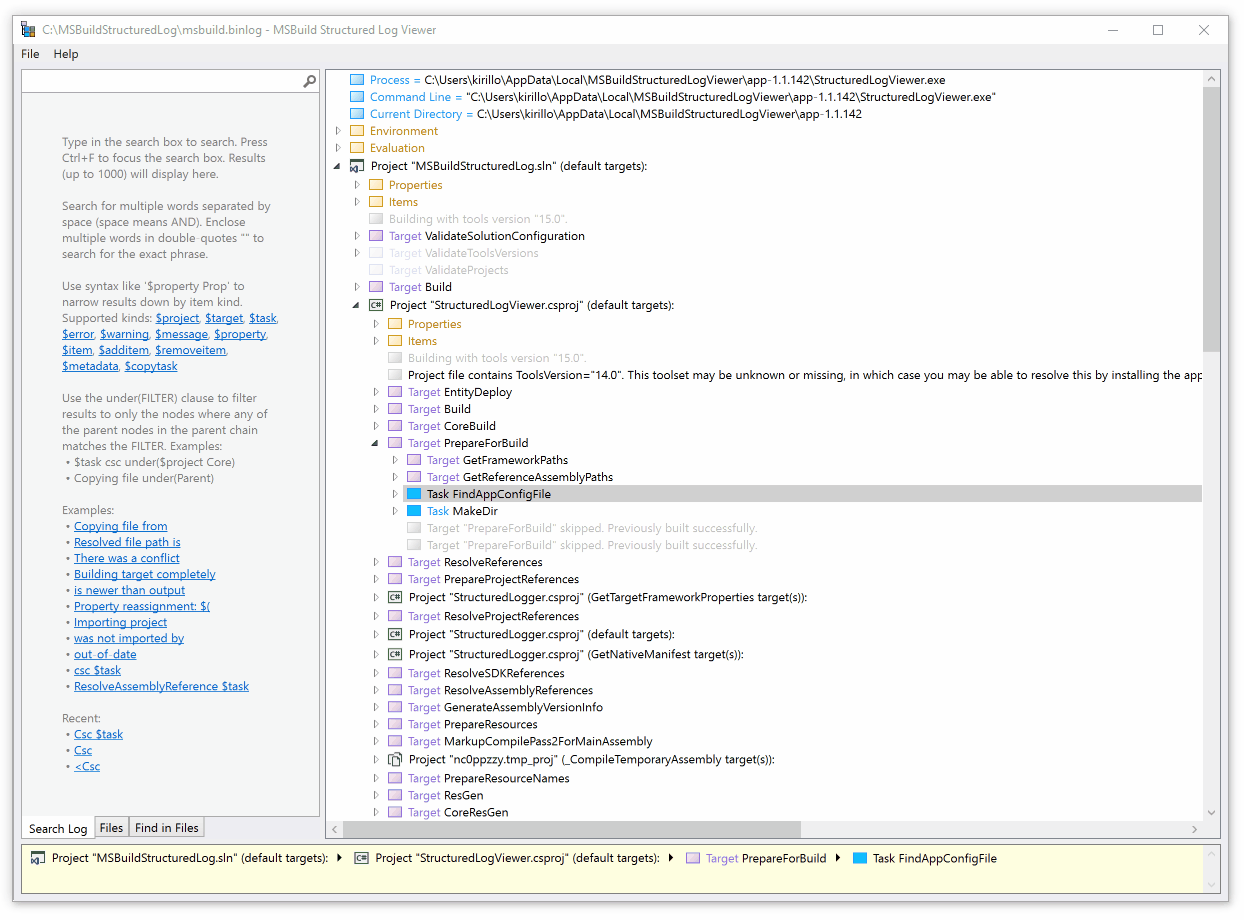 C:\MSBuildStructuredLog\msbuild.binlog - MSBuild Structured Log Viewer
File Help
Type in the search box to search. Press
Ctrl+F to focus the search box. Results
(up to 1000) will display here.
Search for multiple words separated by
space (space means AND). Enclose
multiple words in double-quotes "" to
search for the exact phrase.
Use syntax like '$property Prop' to
narrow results down by item kind.
Supported kinds: $project, $target, $task,
$error, $warning, $message, $property,
$item, $additem, $removeitem,
$metadata, $copytask
Use the under(FILTER) clause to filter
results to only the nodes where any of
the parent nodes in the parent chain
matches the FILTER. Examples:
• $task csc under($project Core)
• Copying file under(Parent)
Examples:
• Copying file from
• Resolved file path is
• There was a conflict
• Building target completely
• is newer than output
• Property reassignment: $(
• Importing project
• was not imported by
• out-of-date
• csc $task
• ResolveAssemblyReference $task
Recent:
• Csc $task
• Csc
• <Csc
Search Log Files Find in Files
Process = C:\Users\kirillo\AppData\Local\MSBuildStructuredLogViewer\app-1.1.142\StructuredLogViewer.exe
Command Line = "C:\Users\kirillo\AppData\Local\MSBuildStructuredLogViewer\app-1.1.142\StructuredLogViewer.exe"
Current Directory = C:\Users\kirillo\AppData\Local\MSBuildStructuredLogViewer\app-1.1.142
Environment
Evaluation
Project "MSBuildStructuredLog.sln" (default targets):
Properties
Items
Building with tools version "15.0".
Target ValidateSolutionConfiguration
Target ValidateToolsVersions
Target ValidateProjects
Target Build
C# Project "StructuredLogViewer.csproj" (default targets):
Properties
Items
Building with tools version "15.0".
Project file contains ToolsVersion="14.0". This toolset may be unknown or missing, in which case you may be able to resolve this by installing the app
Target EntityDeploy
Target Build
Target CoreBuild
Target PrepareForBuild
Target GetFrameworkPaths
Target GetReferenceAssemblyPaths
Task FindAppConfigFile
Task MakeDir
Target "PrepareForBuild" skipped. Previously built successfully.
Target "PrepareForBuild" skipped. Previously built successfully.
Target ResolveReferences
Target PrepareProjectReferences
C# Project "StructuredLogger.csproj" (GetTargetFrameworkProperties target(s)):
Target ResolveProjectReferences
C# Project "StructuredLogger.csproj" (default targets):
C# Project "StructuredLogger.csproj" (GetNativeManifest target(s)):
Target ResolveSDKReferences
Target ResolveAssemblyReferences
Target GenerateAssemblyVersionInfo
Target PrepareResources
Target MarkupCompilePass2ForMainAssembly
Project "nc0ppzzy.tmp_proj" (_CompileTemporaryAssembly target(s)):
Target PrepareResourceNames
Target ResGen
Target CoreResGen
Project "MSBuildStructuredLog.sln" (default targets): C# Project "StructuredLogViewer.csproj" (default targets): Target PrepareForBuild Task FindAppConfigFile